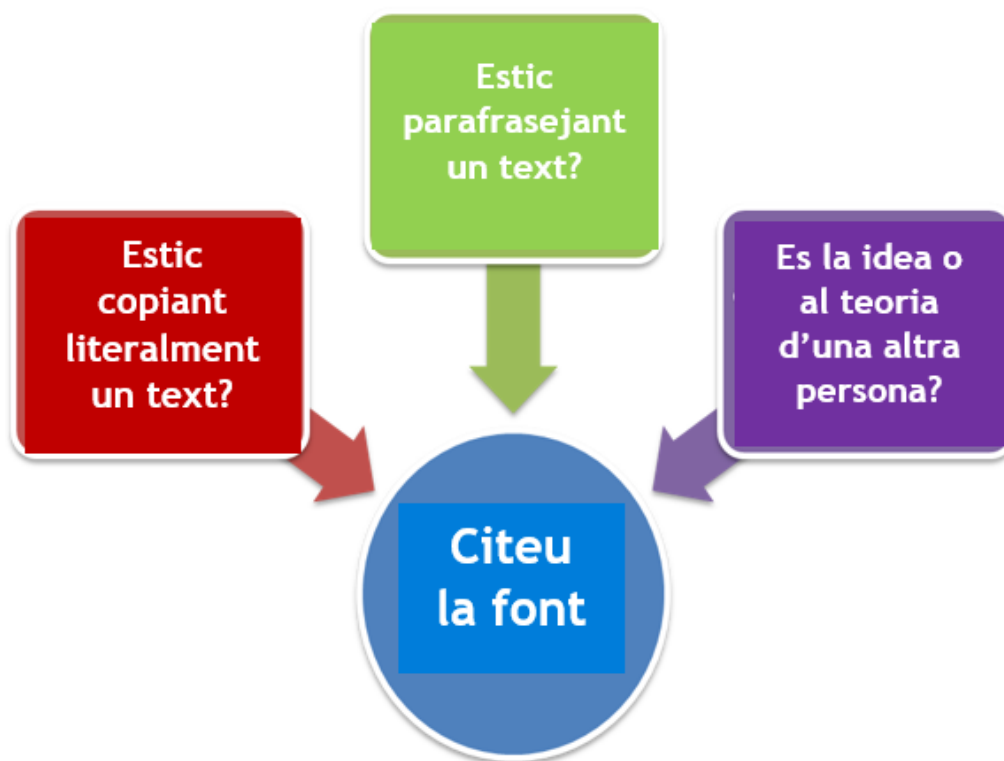 Estic
copiant
literalment
un text?
Estic
parafrasejant
un text?
Es la idea o
al teoria
d'una altra
persona?
Citeu
la font